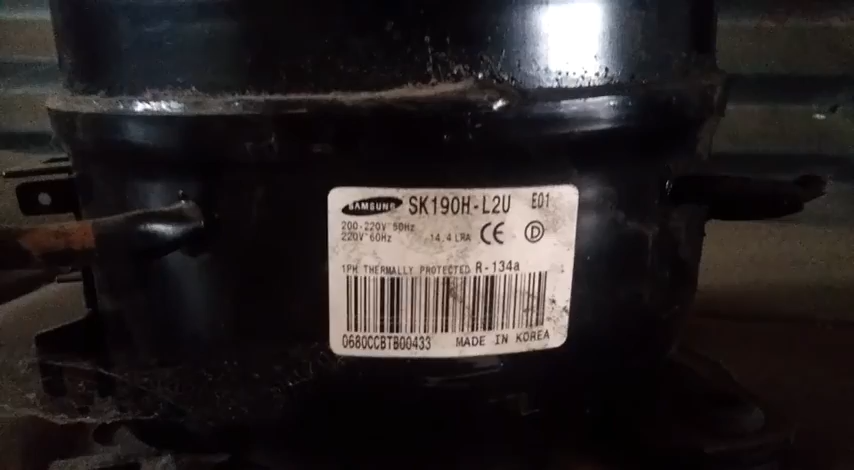 SAMSUNG SK190H-L2U E01
200-220V~50Hz
220V~60Hz 14.4 LRA CE D
1PH THERMALLY PROTECTED R-134a
0680CCBTB00433 MADE IN KOREA